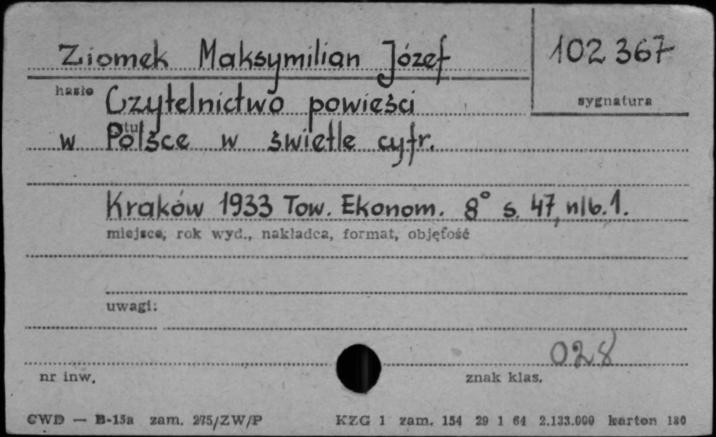 Ziomek Maksymilian Józef
102 367
hasło
sygnatura
Czytelnictwo powieści
w Polsce w świetle cyfr.
Kraków 1933 Tow. Ekonom. 8° s. 47, nlb. 1.
miejsce, rok wyd., nakładca, format, objętość
uwagi:
028
nr inw.
znak klas.
CWD — B-15a zam. 275/ZW/P KZG 1 zam. 154 29 1 64 2.133.000 karton 180